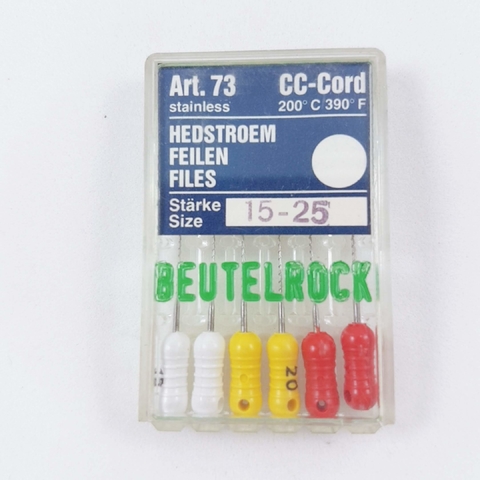 Art. 73 CC-Cord
stainless 200° C/390° F
HEDSTROEM
FEILEN
FILES
Stärke
Size 15-25
BEUTELROCK
20